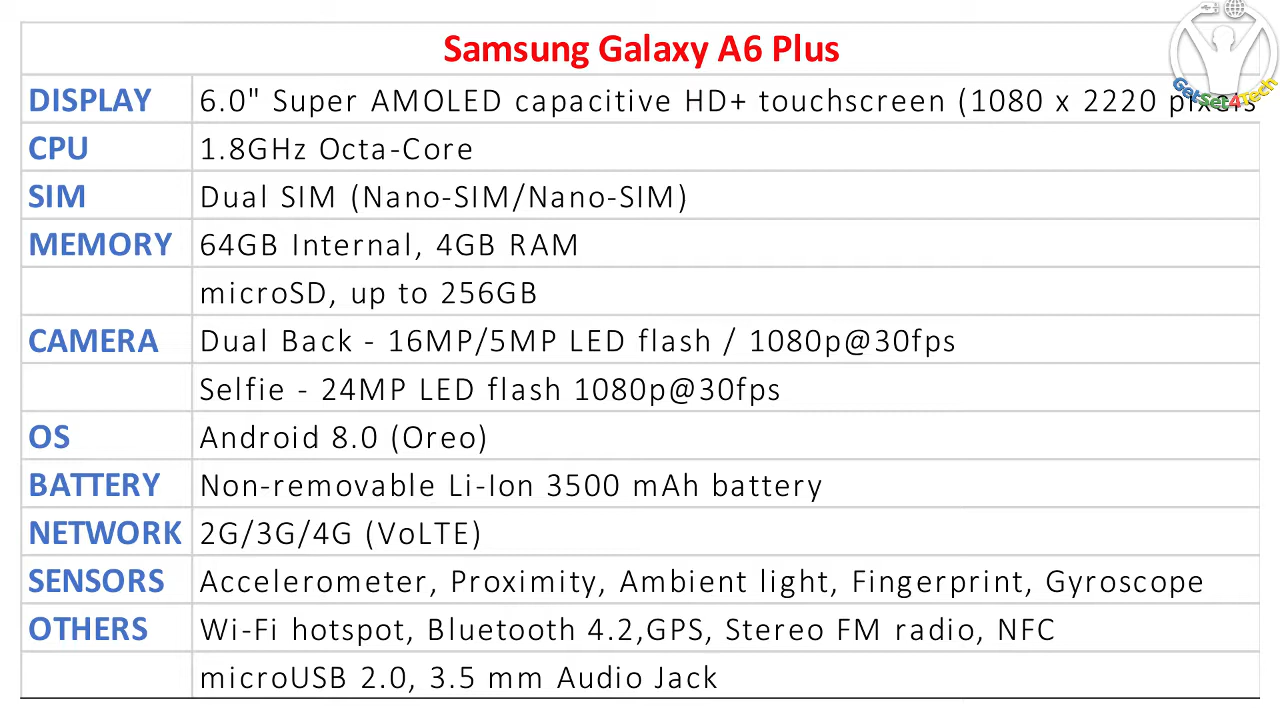 Samsung Galaxy A6 Plus
DISPLAY 6.0" Super AMOLED capacitive HD+ touchscreen (1080 x 2220 pixels
CPU 1.8GHz Octa-Core
SIM Dual SIM (Nano-SIM/Nano-SIM)
MEMORY 64GB Internal, 4GB RAM
microSD, up to 256GB
CAMERA Dual Back - 16MP/5MP LED flash / 1080p@30fps
Selfie - 24MP LED flash 1080p@30fps
OS Android 8.0 (Oreo)
BATTERY Non-removable Li-Ion 3500 mAh battery
NETWORK 2G/3G/4G (VoLTE)
SENSORS Accelerometer, Proximity, Ambient light, Fingerprint, Gyroscope
OTHERS Wi-Fi hotspot, Bluetooth 4.2,GPS, Stereo FM radio, NFC
microUSB 2.0, 3.5 mm Audio Jack
GetSet4Tech